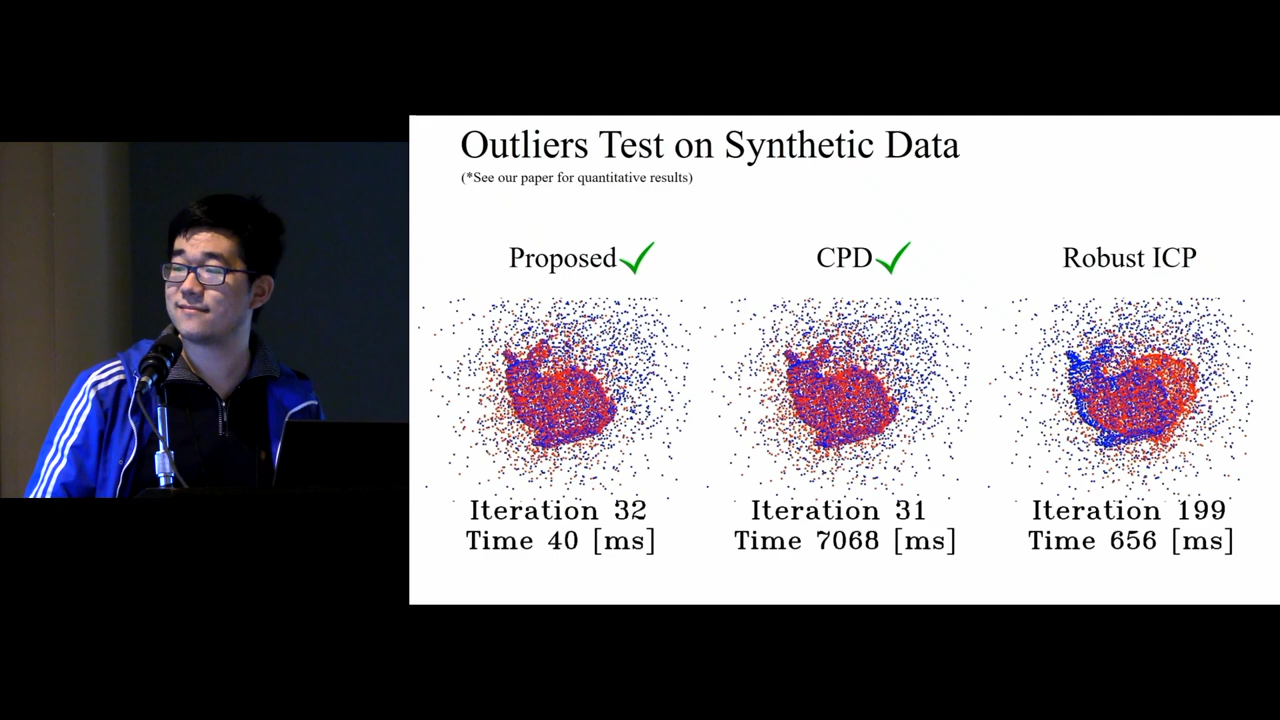 Outliers Test on Synthetic Data
(*See our paper for quantitative results)
Proposed
CPD
Robust ICP
Iteration 32
Time 40 [ms]
Iteration 31
Time 7068 [ms]
Iteration 199
Time 656 [ms]